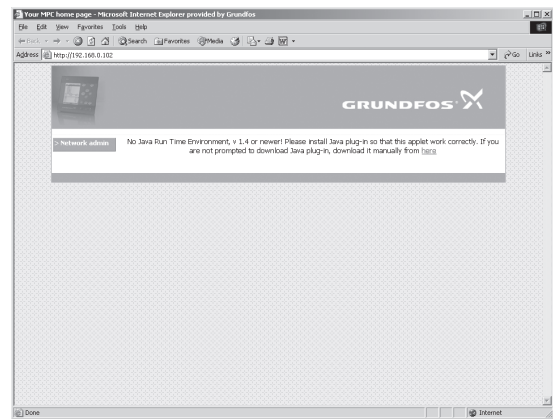 Your MPC home page - Microsoft Internet Explorer provided by Grundfos
File Edit View Favorites Tools Help
Back Search Favorites Media
Address http://192.168.0.102 Go Links »
GRUNDFOS
> Network admin
No Java Run Time Environment, v 1.4 or newer! Please install Java plug-in so that this applet work correctly. If you
are not prompted to download Java plug-in, download it manually from here
Done Internet